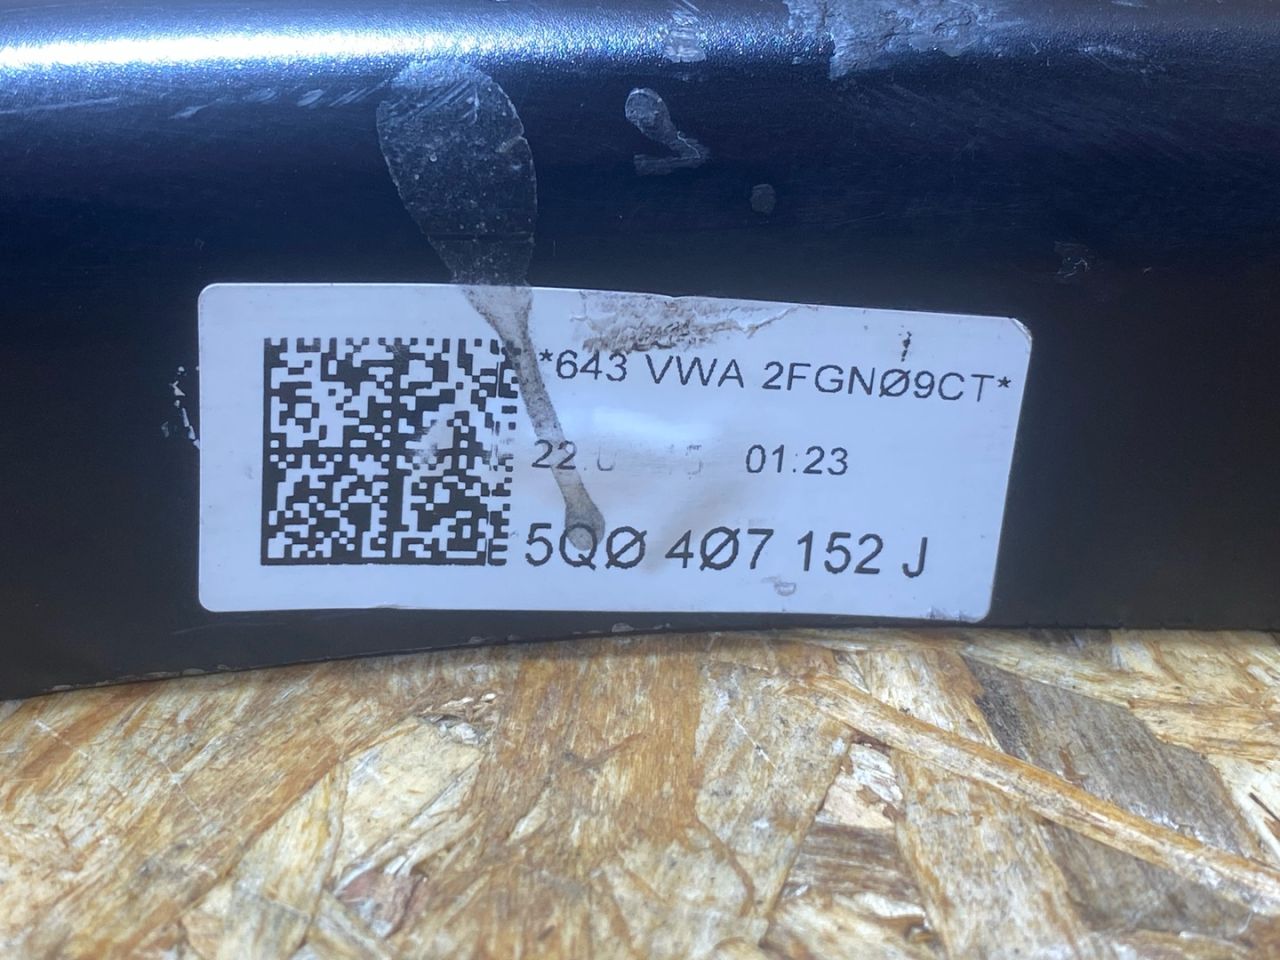 *643 VWA 2FGNØ9CT*
01:23
5QØ 4Ø7 152 J